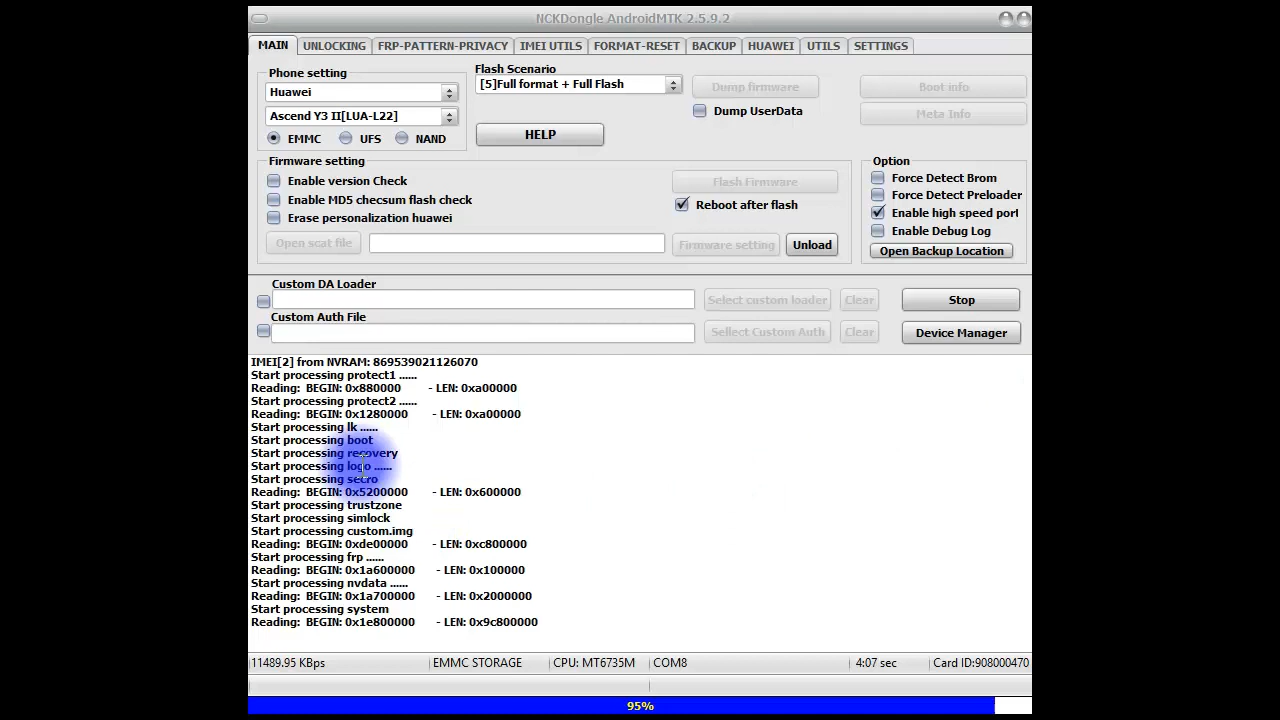 NCKDongle AndroidMTK 2.5.9.2
MAIN UNLOCKING FRP-PATTERN-PRIVACY IMEI UTILS FORMAT-RESET BACKUP HUAWEI UTILS SETTINGS
Phone setting
Huawei
Ascend Y3 II[LUA-L22]
EMMC UFS NAND
Flash Scenario
[5]Full format + Full Flash
HELP
Dump firmware
Dump UserData
Boot info
Meta Info
Firmware setting
Enable version Check
Enable MD5 checsum flash check
Erase personalization huawei
Flash Firmware
Reboot after flash
Open scat file
Firmware setting
Unload
Option
Force Detect Brom
Force Detect Preloader
Enable high speed port
Enable Debug Log
Open Backup Location
Custom DA Loader
Select custom loader
Clear
Stop
Custom Auth File
Sellect Custom Auth
Clear
Device Manager
IMEI[2] from NVRAM: 869539021126070
Start processing protect1 ......
Reading: BEGIN: 0x880000 - LEN: 0xa00000
Start processing protect2 ......
Reading: BEGIN: 0x1280000 - LEN: 0xa00000
Start processing lk ......
Start processing boot
Start processing recovery
Start processing logo ......
Start processing secro
Reading: BEGIN: 0x5200000 - LEN: 0x600000
Start processing trustzone
Start processing simlock
Start processing custom.img
Reading: BEGIN: 0xde00000 - LEN: 0xc800000
Start processing frp ......
Reading: BEGIN: 0x1a600000 - LEN: 0x100000
Start processing nvdata ......
Reading: BEGIN: 0x1a700000 - LEN: 0x2000000
Start processing system
Reading: BEGIN: 0x1e800000 - LEN: 0x9c800000
11489.95 KBps EMMC STORAGE CPU: MT6735M COM8 4:07 sec Card ID:908000470
95%